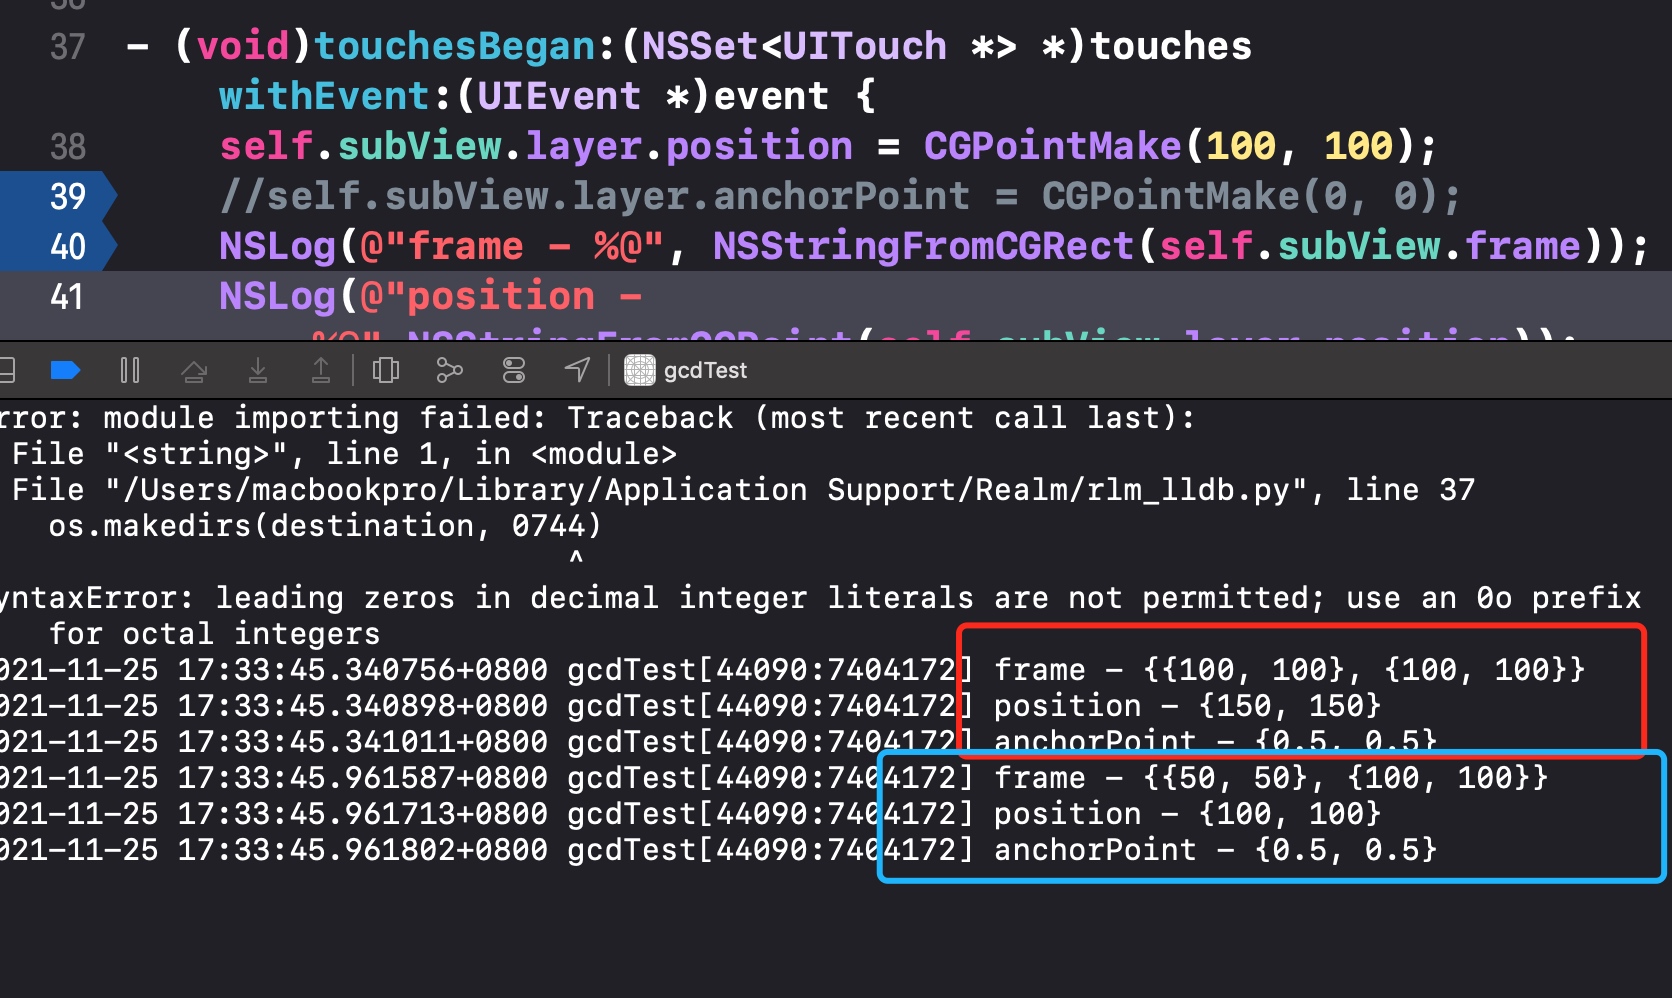 37 - (void)touchesBegan:(NSSet<UITouch *> *)touches
withEvent:(UIEvent *)event {
38 self.subView.layer.position = CGPointMake(100, 100);
39 //self.subView.layer.anchorPoint = CGPointMake(0, 0);
40 NSLog(@"frame - %@", NSStringFromCGRect(self.subView.frame));
41 NSLog(@"position -
%@",NSStringFromCGPoint(self.subView.layer.position));
gcdTest
rror: module importing failed: Traceback (most recent call last):
File "<string>", line 1, in <module>
File "/Users/macbookpro/Library/Application Support/Realm/rlm_lldb.py", line 37
os.makedirs(destination, 0744)
^
yntaxError: leading zeros in decimal integer literals are not permitted; use an 0o prefix
for octal integers
021-11-25 17:33:45.340756+0800 gcdTest[44090:7404172] frame - {{100, 100}, {100, 100}}
021-11-25 17:33:45.340898+0800 gcdTest[44090:7404172] position - {150, 150}
021-11-25 17:33:45.341011+0800 gcdTest[44090:7404172] anchorPoint - {0.5, 0.5}
021-11-25 17:33:45.961587+0800 gcdTest[44090:7404172] frame - {{50, 50}, {100, 100}}
021-11-25 17:33:45.961713+0800 gcdTest[44090:7404172] position - {100, 100}
021-11-25 17:33:45.961802+0800 gcdTest[44090:7404172] anchorPoint - {0.5, 0.5}